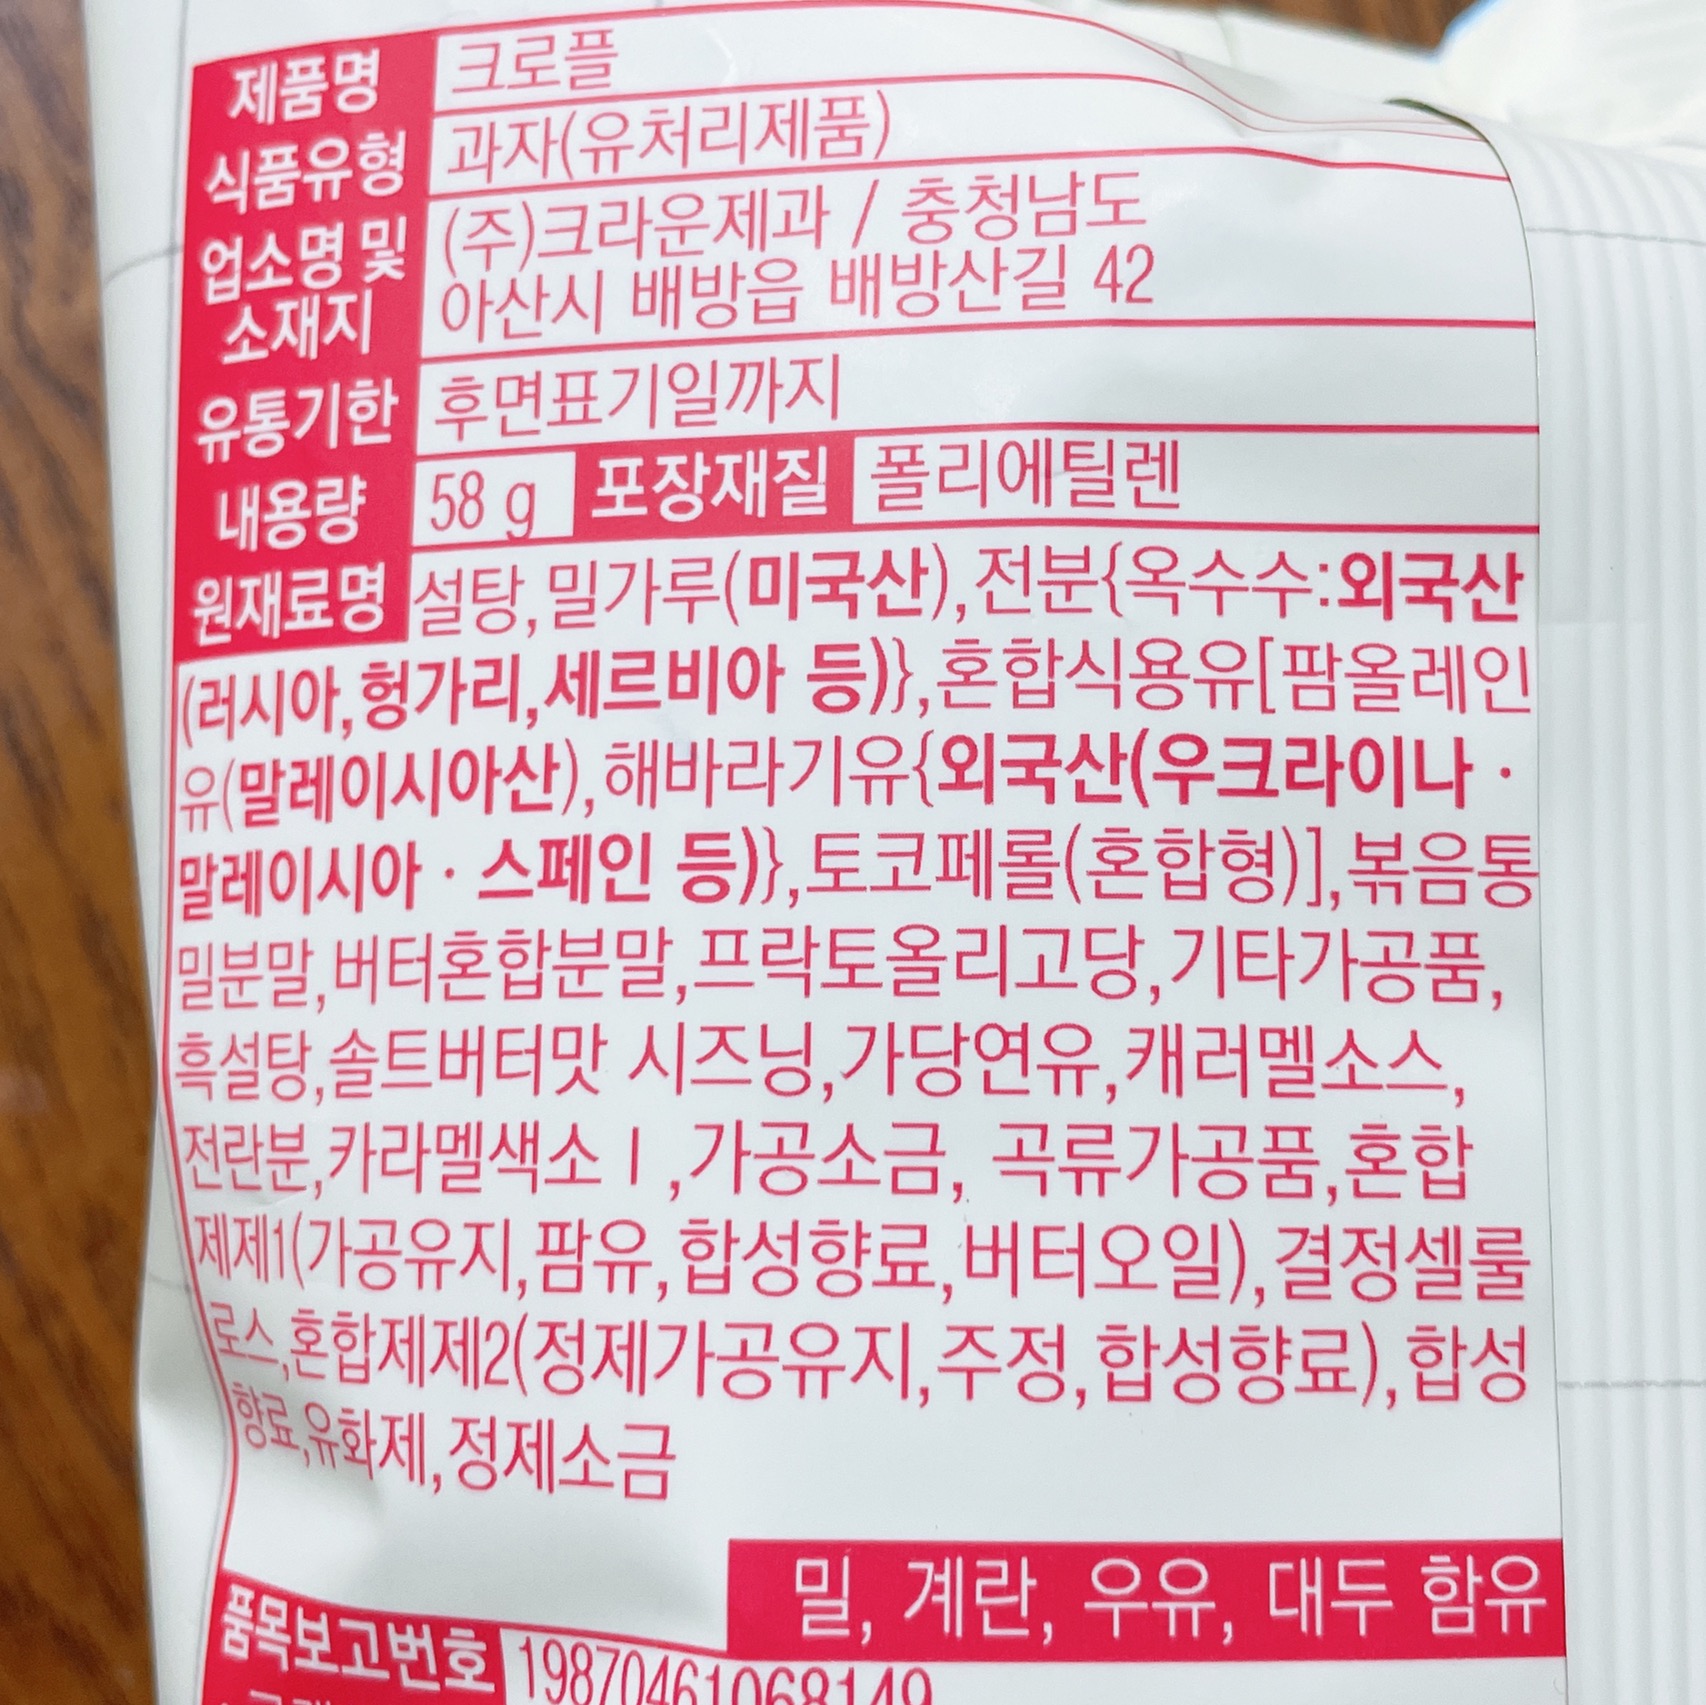 제품명 크로플
식품유형 과자(유처리제품)
업소명 및 소재지 (주)크라운제과 / 충청남도
아산시 배방읍 배방산길 42
유통기한 후면표기일까지
내용량 58 g 포장재질 폴리에틸렌
원재료명 설탕,밀가루(미국산),전분{옥수수:외국산
(러시아,헝가리,세르비아 등)},혼합식용유[팜올레인
유(말레이시아산),해바라기유{외국산(우크라이나 ·
말레이시아 · 스페인 등)},토코페롤(혼합형)],볶음통
밀분말,버터혼합분말,프락토올리고당,기타가공품,
흑설탕,솔트버터맛 시즈닝,가당연유,캐러멜소스,
전란분,카라멜색소Ⅰ,가공소금, 곡류가공품,혼합
제제1(가공유지,팜유,합성향료,버터오일),결정셀룰
로스,혼합제제2(정제가공유지,주정,합성향료),합성
향료,유화제,정제소금
밀, 계란, 우유, 대두 함유
품목보고번호 19870461068149